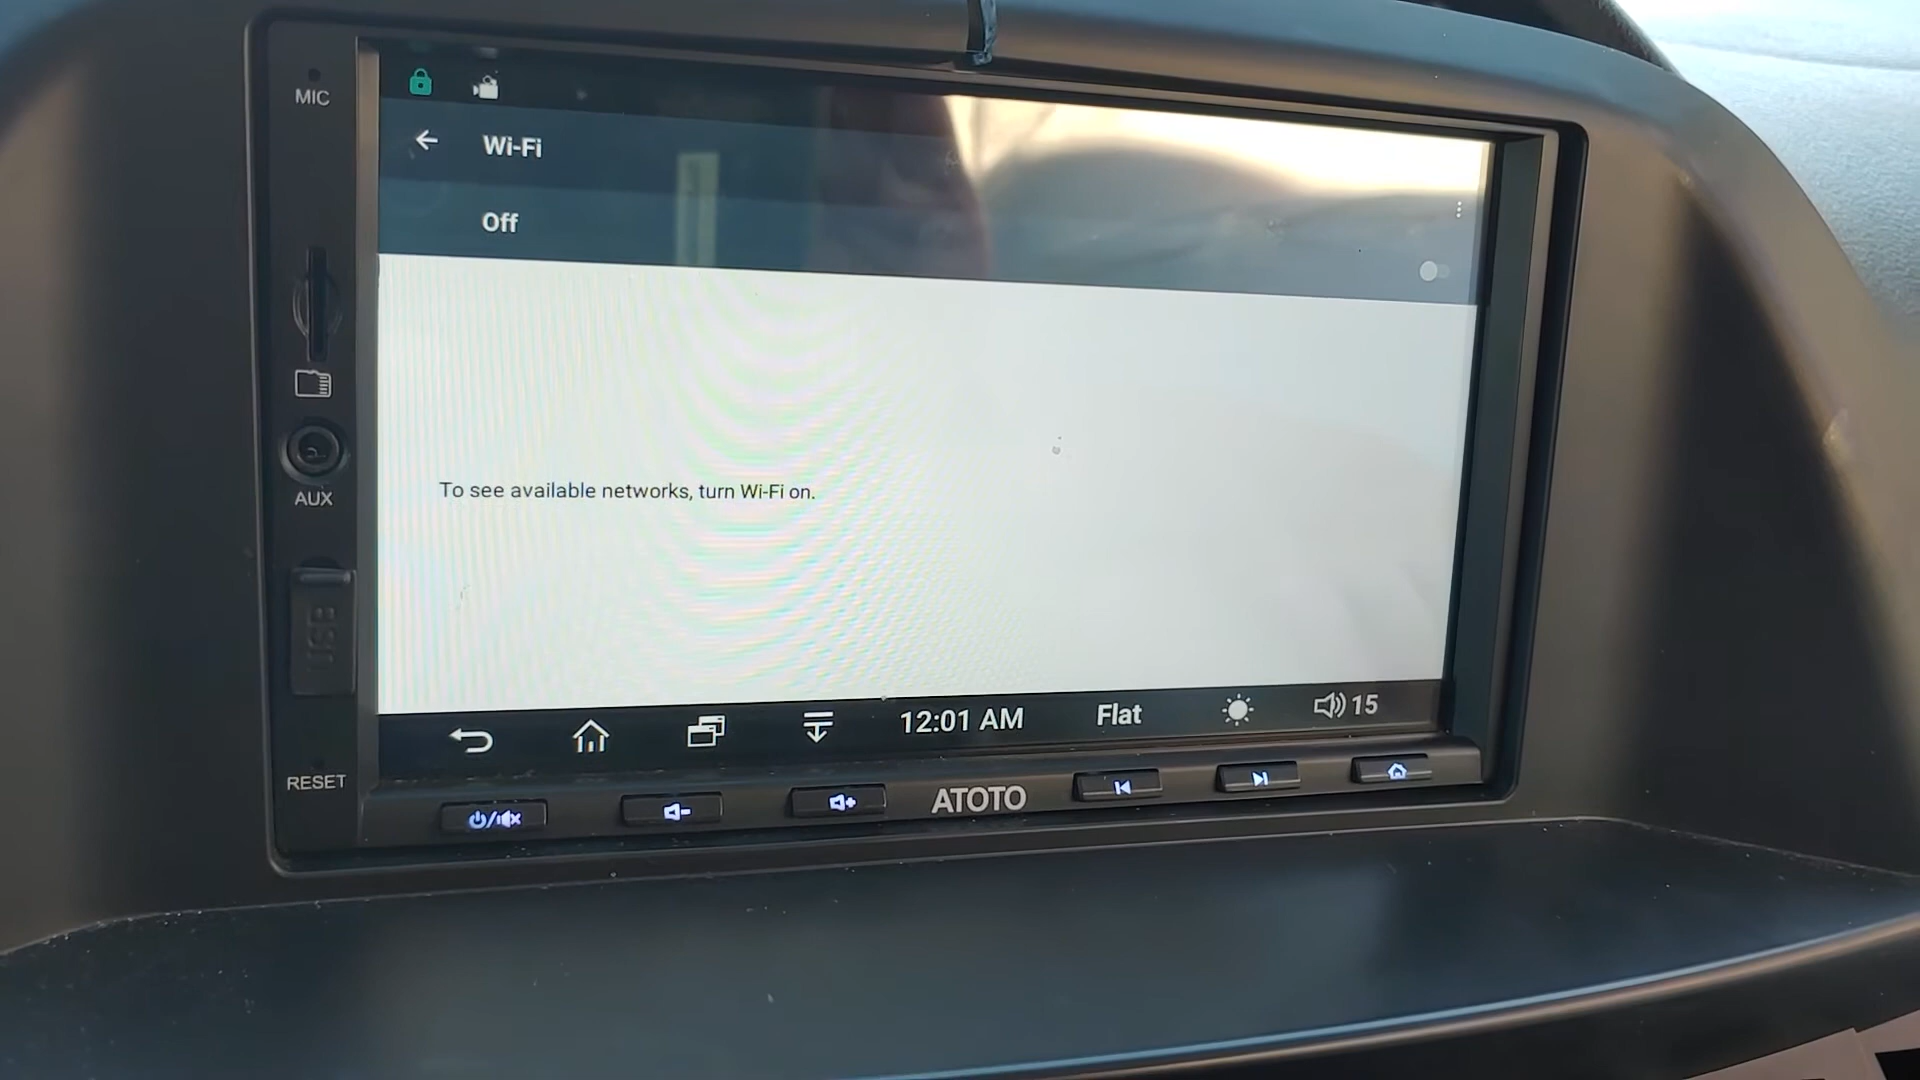 MIC
Wi-Fi
Off
AUX
To see available networks, turn Wi-Fi on.
USB
12:01 AM
Flat
15
RESET
ATOTO